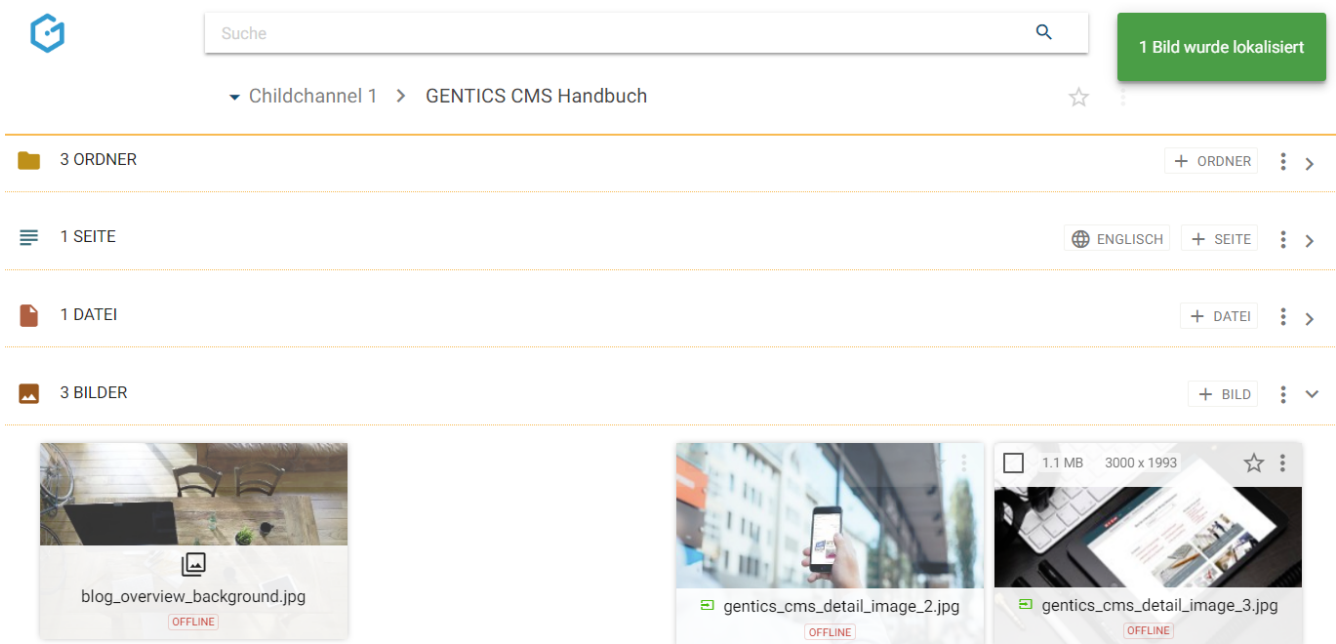 Suche
1 Bild wurde lokalisiert
Childchannel 1 > GENTICS CMS Handbuch
3 ORDNER
+ ORDNER
1 SEITE
ENGLISCH
+ SEITE
1 DATEI
+ DATEI
3 BILDER
+ BILD
1.1 MB 3000 x 1993
blog_overview_background.jpg
OFFLINE
gentics_cms_detail_image_2.jpg
OFFLINE
gentics_cms_detail_image_3.jpg
OFFLINE